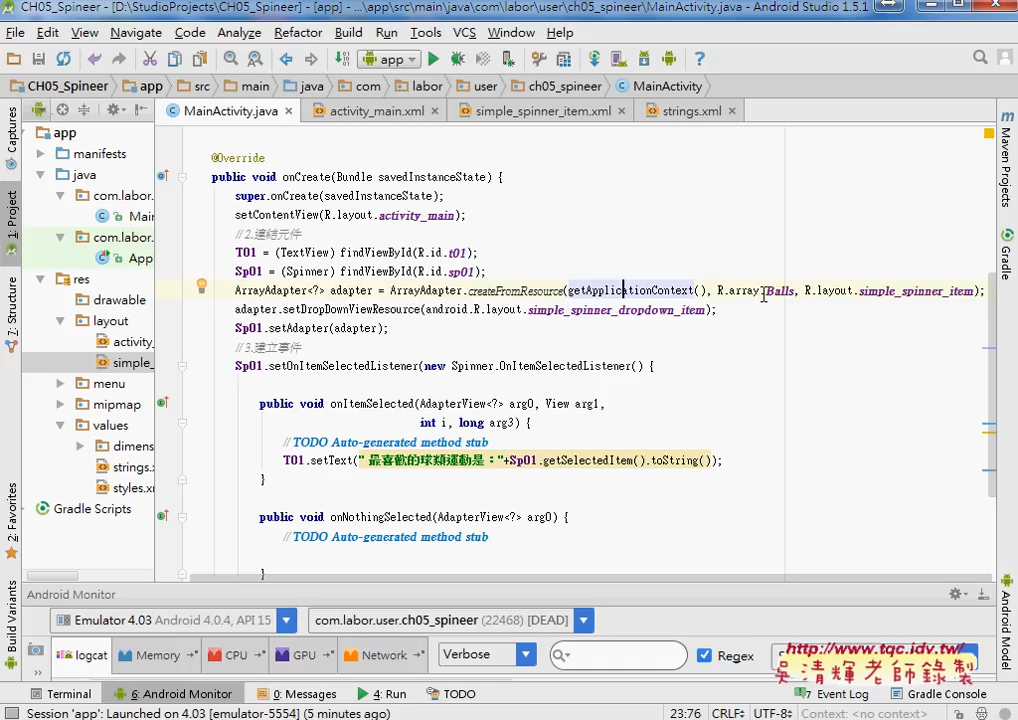 CH05_Spineer - [D:\StudioProjects\CH05_Spineer] - [app] - ...\app\src\main\java\com\labor\user\ch05_spineer\MainActivity.java - Android Studio 1.5.1
File Edit View Navigate Code Analyze Refactor Build Run Tools VCS Window Help
app
CH05_Spineer app src main java com labor user ch05_spineer MainActivity
MainActivity.java activity_main.xml simple_spinner_item.xml strings.xml
Captures
1: Project
7: Structure
2: Favorites
Build Variants
app
manifests
java
com.labor.
Mair
com.labor.
App
res
drawable
layout
activity_
simple_
menu
mipmap
values
dimens
strings.
styles.xr
Gradle Scripts
@Override
public void onCreate(Bundle savedInstanceState) {
super.onCreate(savedInstanceState);
setContentView(R.layout.activity_main);
//2.連結元件
T01 = (TextView) findViewById(R.id.t01);
Sp01 = (Spinner) findViewById(R.id.sp01);
ArrayAdapter<?> adapter = ArrayAdapter.createFromResource(getApplicationContext(), R.array.Balls, R.layout.simple_spinner_item);
adapter.setDropDownViewResource(android.R.layout.simple_spinner_dropdown_item);
Sp01.setAdapter(adapter);
//3.建立事件
Sp01.setOnItemSelectedListener(new Spinner.OnItemSelectedListener() {
public void onItemSelected(AdapterView<?> arg0, View arg1,
int i, long arg3) {
// TODO Auto-generated method stub
T01.setText(" 最喜歡的球類運動是："+Sp01.getSelectedItem().toString());
}
public void onNothingSelected(AdapterView<?> arg0) {
// TODO Auto-generated method stub
}
Maven Projects
Gradle
Android Model
Android Monitor
Emulator 4.03 Android 4.0.4, API 15 com.labor.user.ch05_spineer (22468) [DEAD]
logcat Memory CPU GPU Network Verbose Regex
http://www.tqc.idv.tw/
吳清輝老師錄製
Terminal 6: Android Monitor 0: Messages 4: Run TODO Event Log Gradle Console
Session 'app': Launched on 4.03 [emulator-5554] (5 minutes ago) 23:76 CRLF UTF-8 Context: <no context>